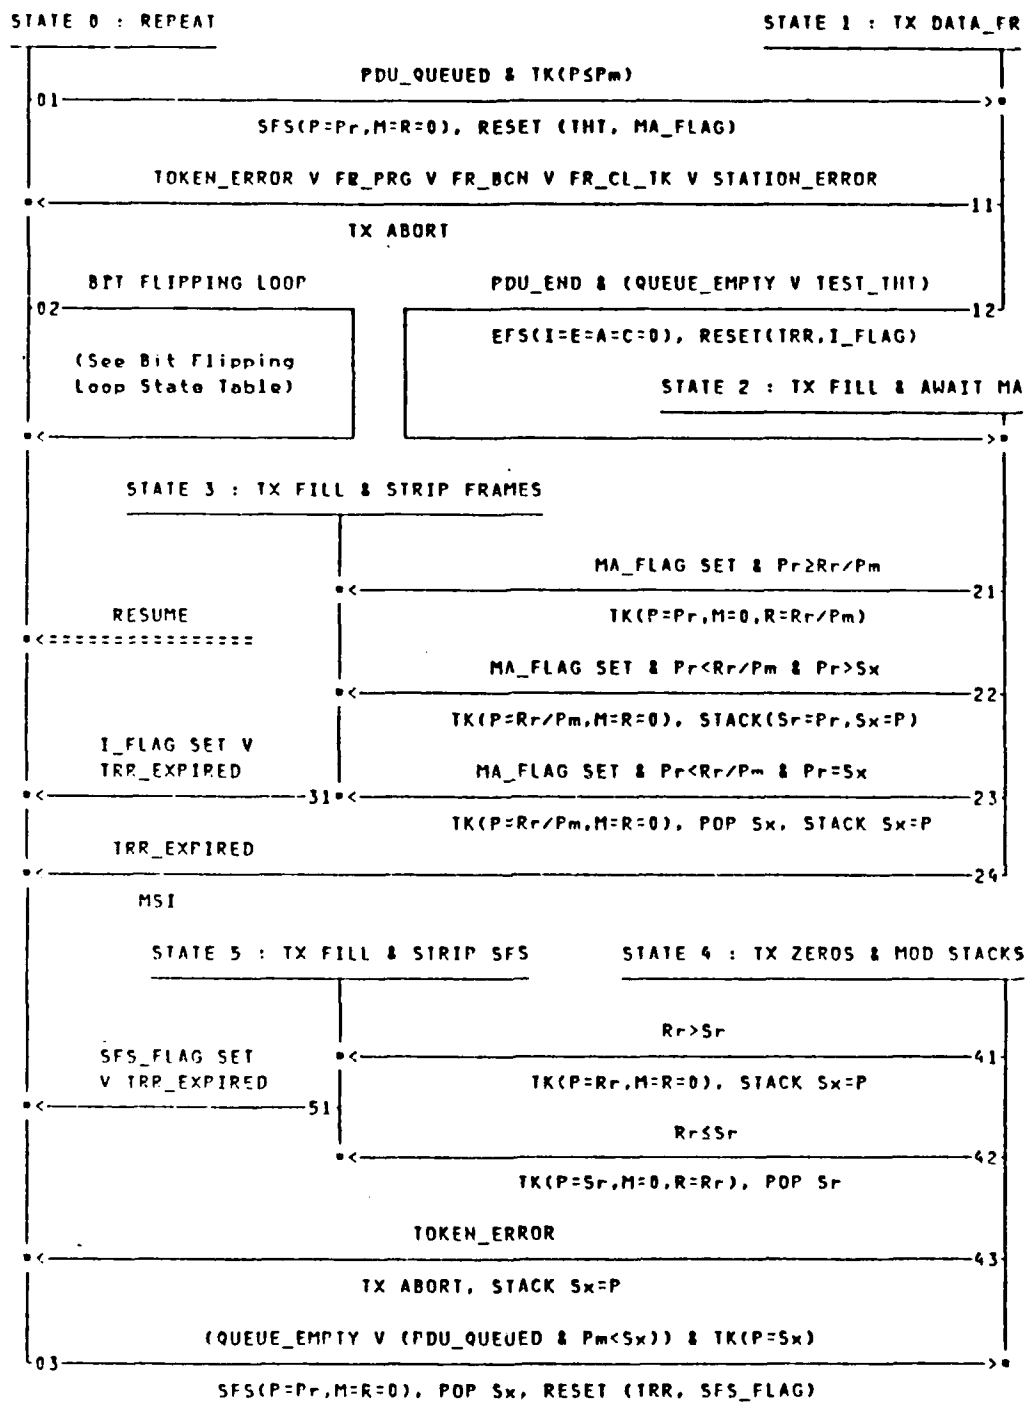 STATE 0 : REPEAT
STATE 1 : TX DATA_FR
PDU_QUEUED & TK(P≤Pm)
01
SFS(P=Pr,M=R=0), RESET (THT, MA_FLAG)
TOKEN_ERROR V FR_PRG V FR_BCN V FR_CL_TK V STATION_ERROR
11
TX ABORT
BIT FLIPPING LOOP
02
(See Bit Flipping
Loop State Table)
PDU_END & (QUEUE_EMPTY V TEST_THT)
12
EFS(I=E=A=C=0), RESET(TRR,I_FLAG)
STATE 2 : TX FILL & AWAIT MA
STATE 3 : TX FILL & STRIP FRAMES
MA_FLAG SET & Pr≥Rr/Pm
21
TK(P=Pr,M=0,R=Rr/Pm)
RESUME
MA_FLAG SET & Pr<Rr/Pm & Pr>Sx
22
TK(P=Rr/Pm,M=R=0), STACK(Sr=Pr,Sx=P)
I_FLAG SET V
TRR_EXPIRED
31
MA_FLAG SET & Pr<Rr/Pm & Pr=Sx
23
TK(P=Rr/Pm,M=R=0), POP Sx, STACK Sx=P
TRR_EXPIRED
24
MSI
STATE 5 : TX FILL & STRIP SFS
STATE 4 : TX ZEROS & MOD STACKS
Rr>Sr
41
TK(P=Rr,M=R=0), STACK Sx=P
SFS_FLAG SET
V TRR_EXPIRED
51
Rr≤Sr
42
TK(P=Sr,M=0,R=Rr), POP Sr
TOKEN_ERROR
43
TX ABORT, STACK Sx=P
(QUEUE_EMPTY V (PDU_QUEUED & Pm<Sx)) & TK(P=Sx)
03
SFS(P=Pr,M=R=0), POP Sx, RESET (TRR, SFS_FLAG)